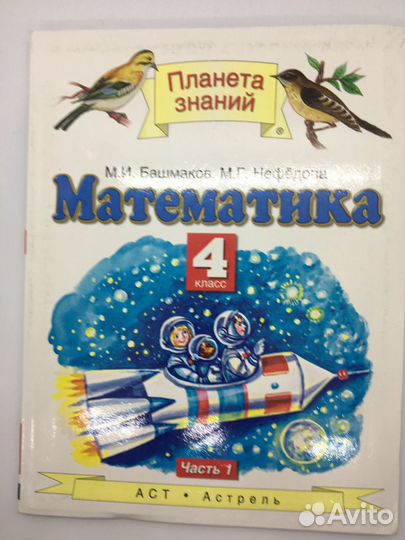 Планета
знаний
®
М.И. Башмаков, М.Г. Нефёдова
Математика
4
класс
Часть 1
АСТ • Астрель
Avito